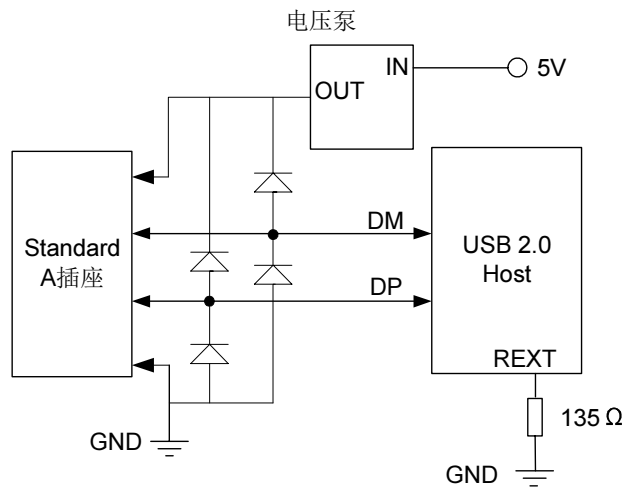 电压泵
IN
5V
OUT
DM
Standard
A插座
USB 2.0
Host
DP
REXT
135 Ω
GND
GND